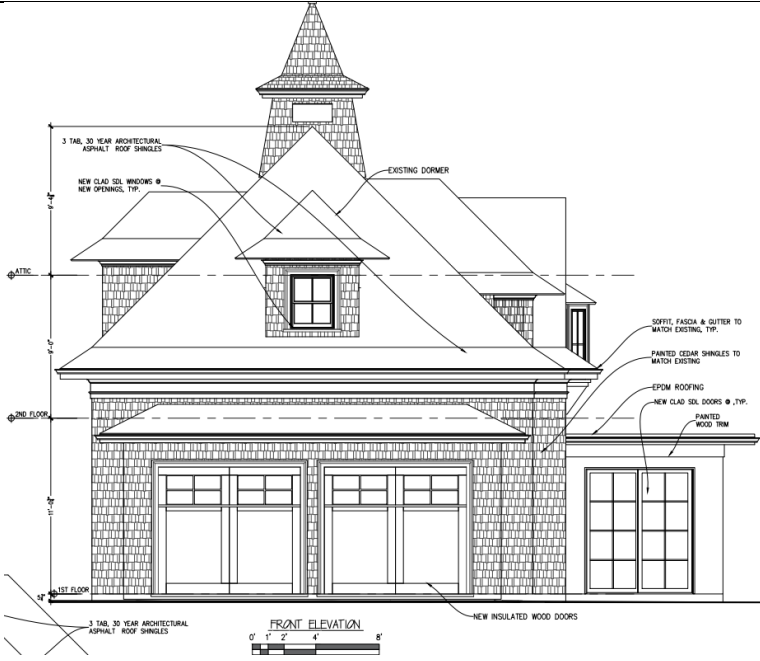 3 TAB, 30 YEAR ARCHITECTURAL
ASPHALT ROOF SHINGLES
NEW CLAD SDL WINDOWS @
NEW OPENINGS, TYP.
EXISTING DORMER
ATTIC
9'-0"
SOFFIT, FASCIA & GUTTER TO
MATCH EXISTING, TYP.
PAINTED CEDAR SHINGLES TO
MATCH EXISTING
EPDM ROOFING
NEW CLAD SDL DOORS @ ,TYP.
PAINTED
WOOD TRIM
2ND FLOOR
1ST FLOOR
NEW INSULATED WOOD DOORS
3 TAB, 30 YEAR ARCHITECTURAL
ASPHALT ROOF SHINGLES
FRONT ELEVATION
0' 1' 2' 4' 8'